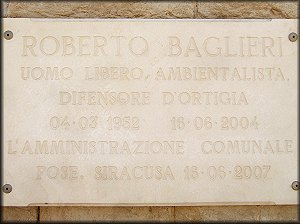 ROBERTO BAGLIERI
UOMO LIBERO, AMBIENTALISTA,
DIFENSORE D'ORTIGIA
04·03·1952 16·06·2004
L'AMMINISTRAZIONE COMUNALE
POSE, SIRACUSA 16·06·2007